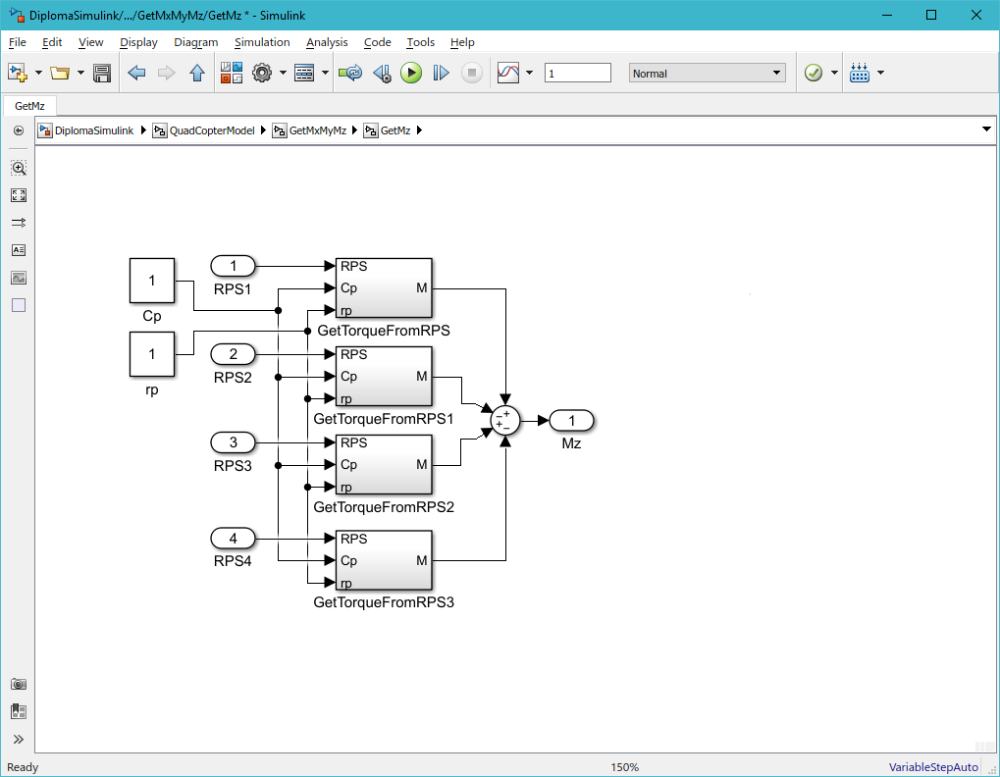 DiplomaSimulink/.../GetMxMyMz/GetMz * - Simulink
File Edit View Display Diagram Simulation Analysis Code Tools Help
1 Normal
GetMz
DiplomaSimulink QuadCopterModel GetMxMyMz GetMz
1
Cp
1
RPS1
RPS
Cp
rp
M
GetTorqueFromRPS
1
rp
2
RPS2
RPS
Cp
rp
M
GetTorqueFromRPS1
3
RPS3
RPS
Cp
rp
M
GetTorqueFromRPS2
4
RPS4
RPS
Cp
rp
M
GetTorqueFromRPS3
1
Mz
Ready 150% VariableStepAuto